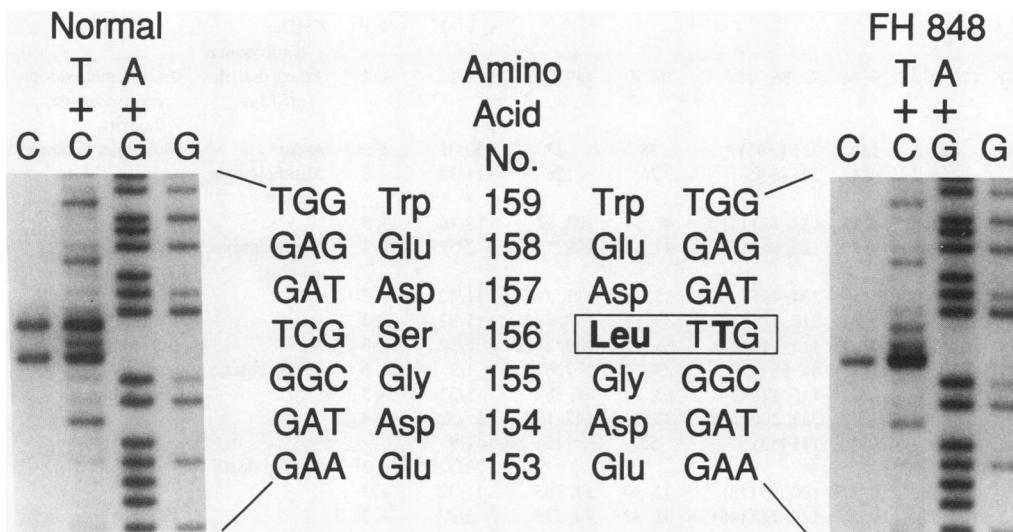 Normal FH 848
T A Amino T A
+ + Acid + +
C C G G No. C C G G
TGG Trp 159 Trp TGG
GAG Glu 158 Glu GAG
GAT Asp 157 Asp GAT
TCG Ser 156 Leu TTG
GGC Gly 155 Gly GGC
GAT Asp 154 Asp GAT
GAA Glu 153 Glu GAA